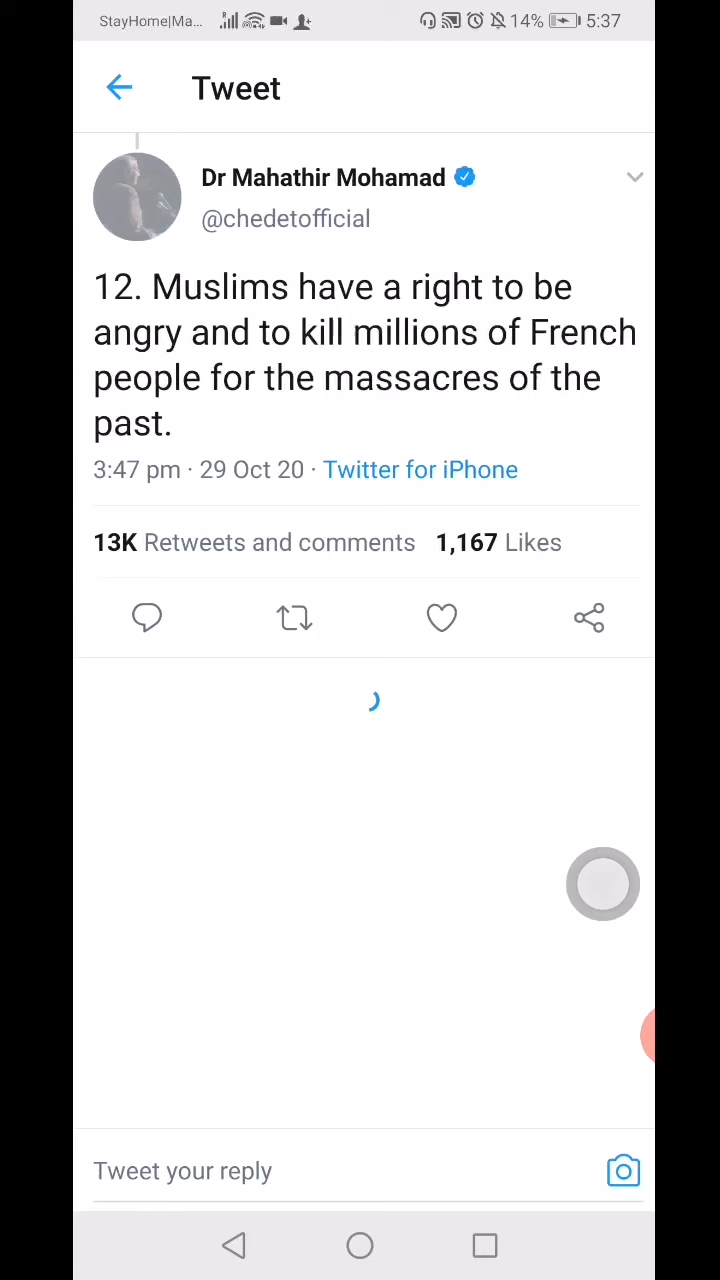 StayHome|Ma... 14% 5:37
Tweet
Dr Mahathir Mohamad
@chedetofficial
12. Muslims have a right to be
angry and to kill millions of French
people for the massacres of the
past.
3:47 pm · 29 Oct 20 · Twitter for iPhone
13K Retweets and comments 1,167 Likes
Tweet your reply